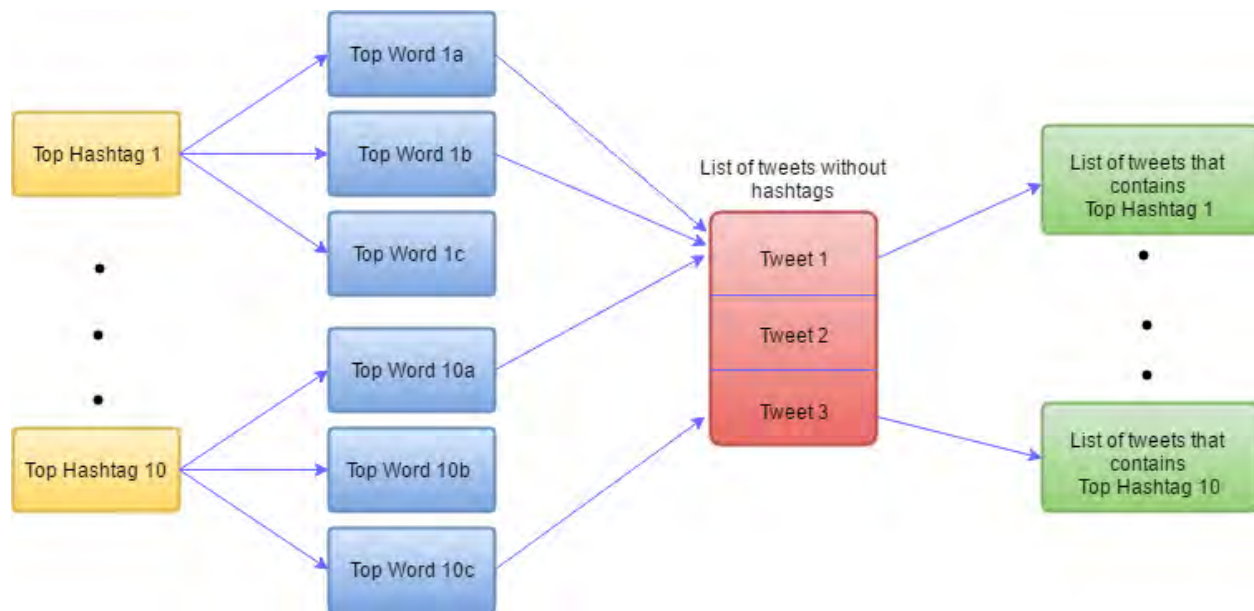 Top Word 1a
Top Hashtag 1
Top Word 1b
Top Word 1c
Top Word 10a
Top Hashtag 10
Top Word 10b
Top Word 10c
List of tweets without
hashtags
Tweet 1
Tweet 2
Tweet 3
List of tweets that
contains
Top Hashtag 1
List of tweets that
contains
Top Hashtag 10